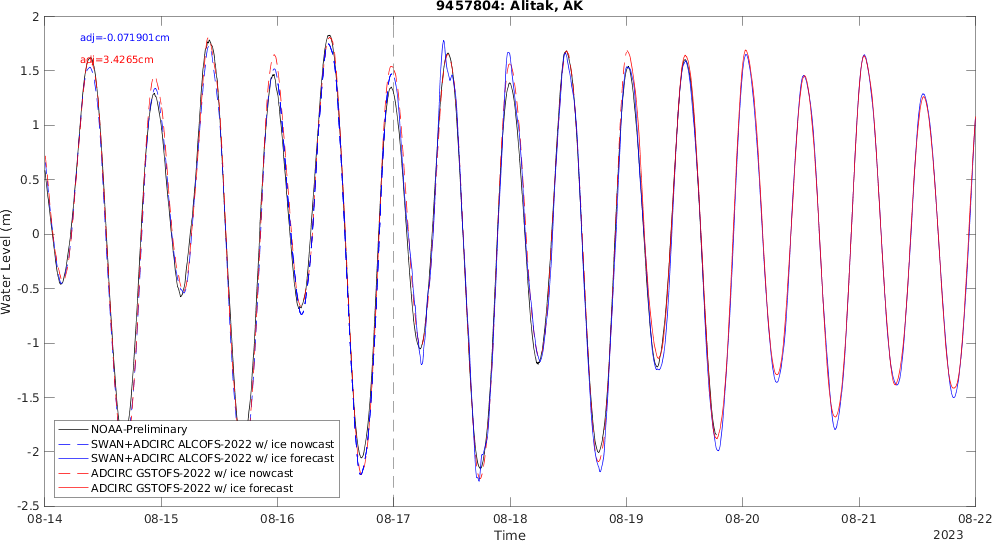 9457804: Alitak, AK
adj=-0.071901cm
adj=3.4265cm
2
1.5
1
0.5
0
-0.5
-1
-1.5
-2
-2.5
Water Level (m)
NOAA-Preliminary
SWAN+ADCIRC ALCOFS-2022 w/ ice nowcast
SWAN+ADCIRC ALCOFS-2022 w/ ice forecast
ADCIRC GSTOFS-2022 w/ ice nowcast
ADCIRC GSTOFS-2022 w/ ice forecast
08-14 08-15 08-16 08-17 08-18 08-19 08-20 08-21 08-22
Time
2023